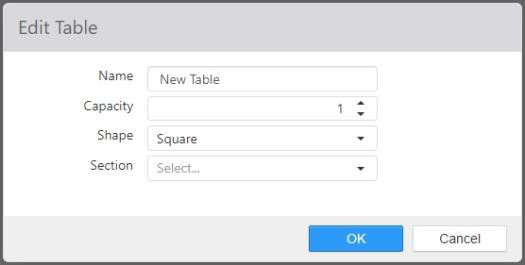 Edit Table
Name New Table
Capacity 1
Shape Square
Section Select...
OK Cancel